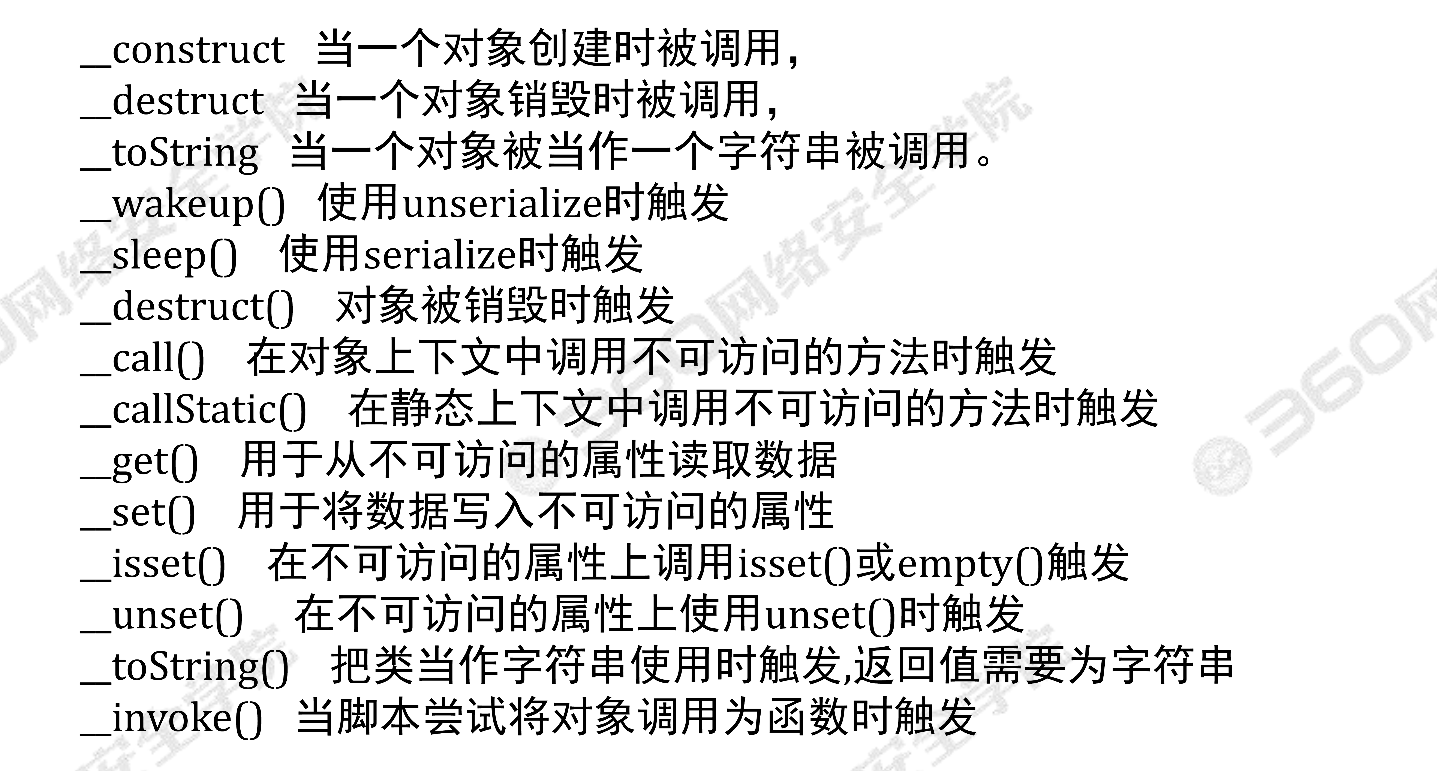 __construct 当一个对象创建时被调用，
__destruct 当一个对象销毁时被调用，
__toString 当一个对象被当作一个字符串被调用。
__wakeup() 使用unserialize时触发
__sleep() 使用serialize时触发
__destruct() 对象被销毁时触发
__call() 在对象上下文中调用不可访问的方法时触发
__callStatic() 在静态上下文中调用不可访问的方法时触发
__get() 用于从不可访问的属性读取数据
__set() 用于将数据写入不可访问的属性
__isset() 在不可访问的属性上调用isset()或empty()触发
__unset() 在不可访问的属性上使用unset()时触发
__toString() 把类当作字符串使用时触发,返回值需要为字符串
__invoke() 当脚本尝试将对象调用为函数时触发
360网络安全学院